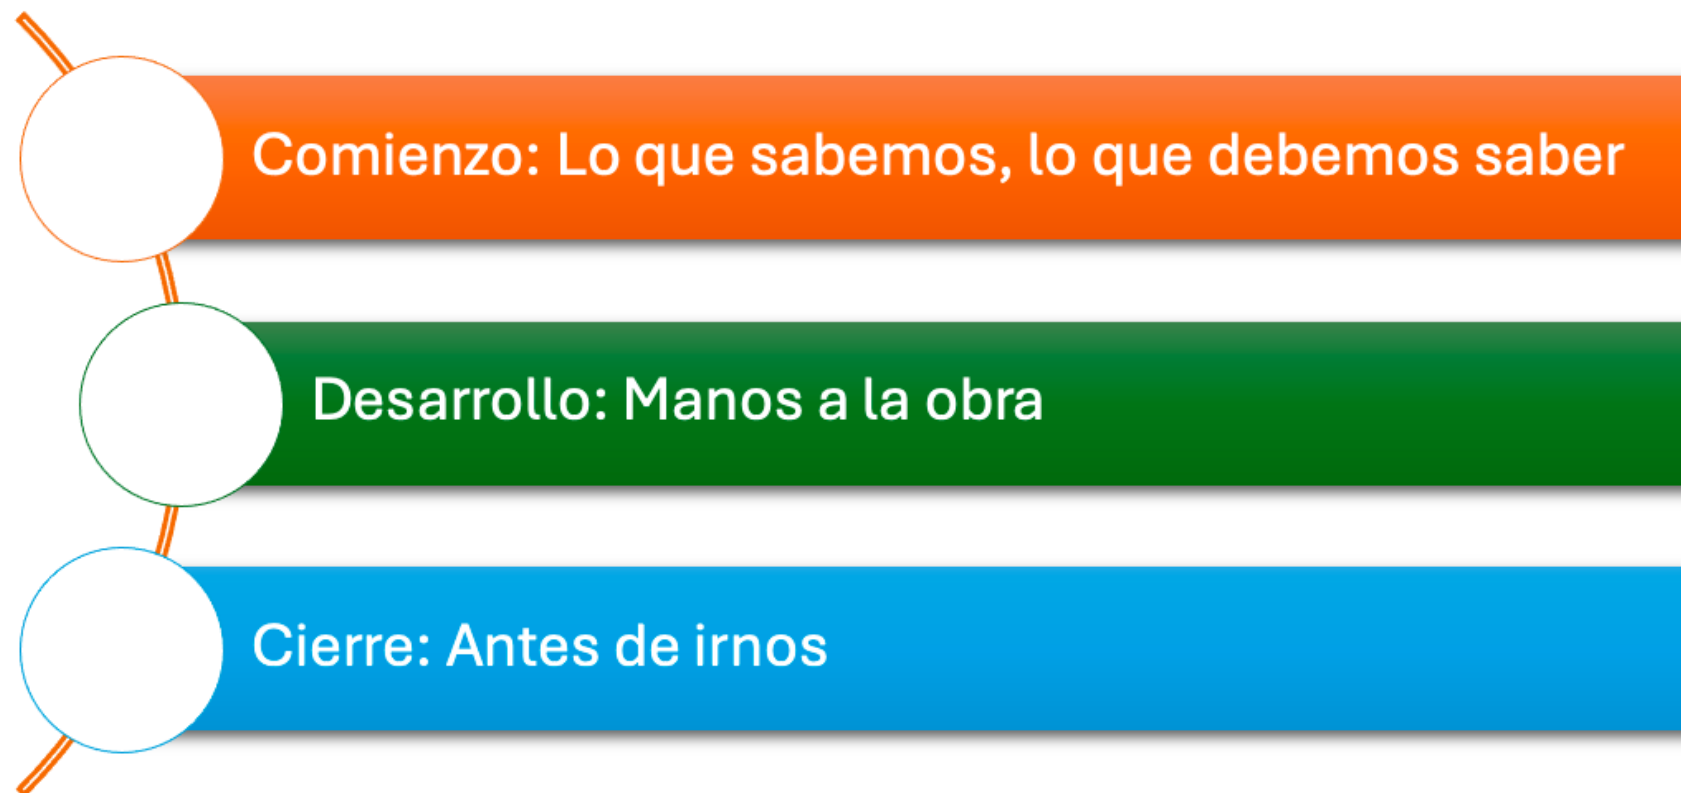 Comienzo: Lo que sabemos, lo que debemos saber
Desarrollo: Manos a la obra
Cierre: Antes de irnos